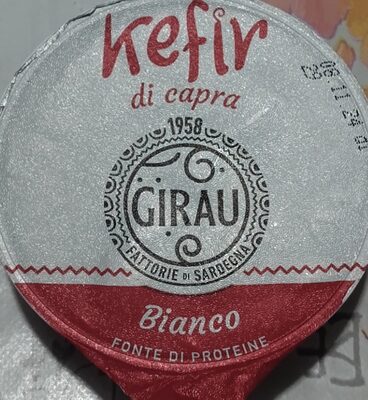 Kefir
di capra
1958
GIRAU
FATTORIE DI SARDEGNA
Bianco
FONTE DI PROTEINE